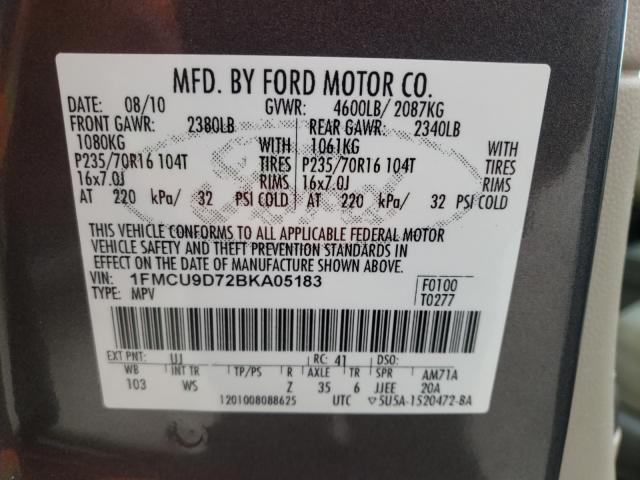 MFD. BY FORD MOTOR CO.
DATE: 08/10 GVWR: 4600LB/ 2087KG
FRONT GAWR: 2380LB REAR GAWR: 2340LB
1080KG WITH 1061KG WITH
P235/70R16 104T TIRES P235/70R16 104T TIRES
16x7.0J RIMS 16x7.0J RIMS
AT 220 kPa/ 32 PSI COLD AT 220 kPa/ 32 PSI COLD
THIS VEHICLE CONFORMS TO ALL APPLICABLE FEDERAL MOTOR
VEHICLE SAFETY AND THEFT PREVENTION STANDARDS IN
EFFECT ON THE DATE OF MANUFACTURE SHOWN ABOVE.
VIN: 1FMCU9D72BKA05183 F0100
TYPE: MPV T0277
EXT PNT: UJ RC: 41 DSO:
WB INT TR TP/PS R AXLE TR SPR AM71A
103 WS Z 35 6 JJEE 20A
1201008088625 UTC ▽5U5A-1520472-BA